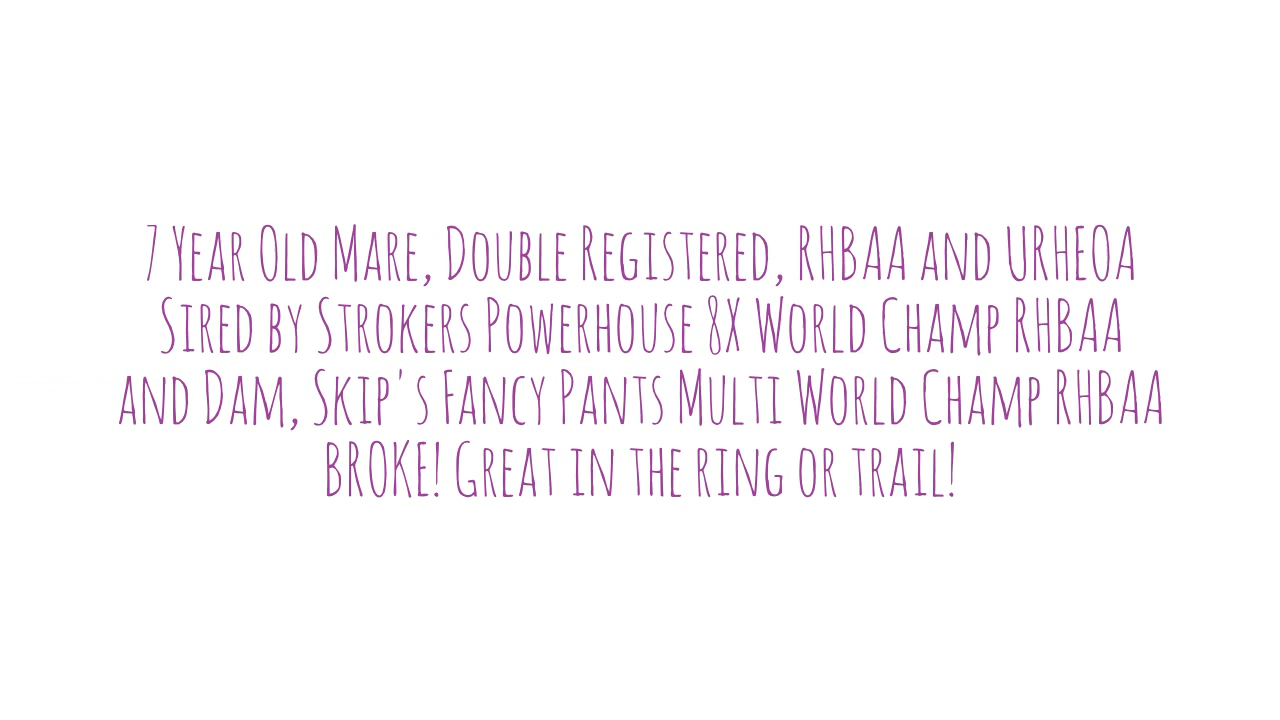 7 Year Old Mare, Double Registered, RHBAA and URHEOA
Sired by Strokers Powerhouse 8X World Champ RHBAA
and Dam, Skip's Fancy Pants Multi World Champ RHBAA
BROKE! Great in the ring or trail!